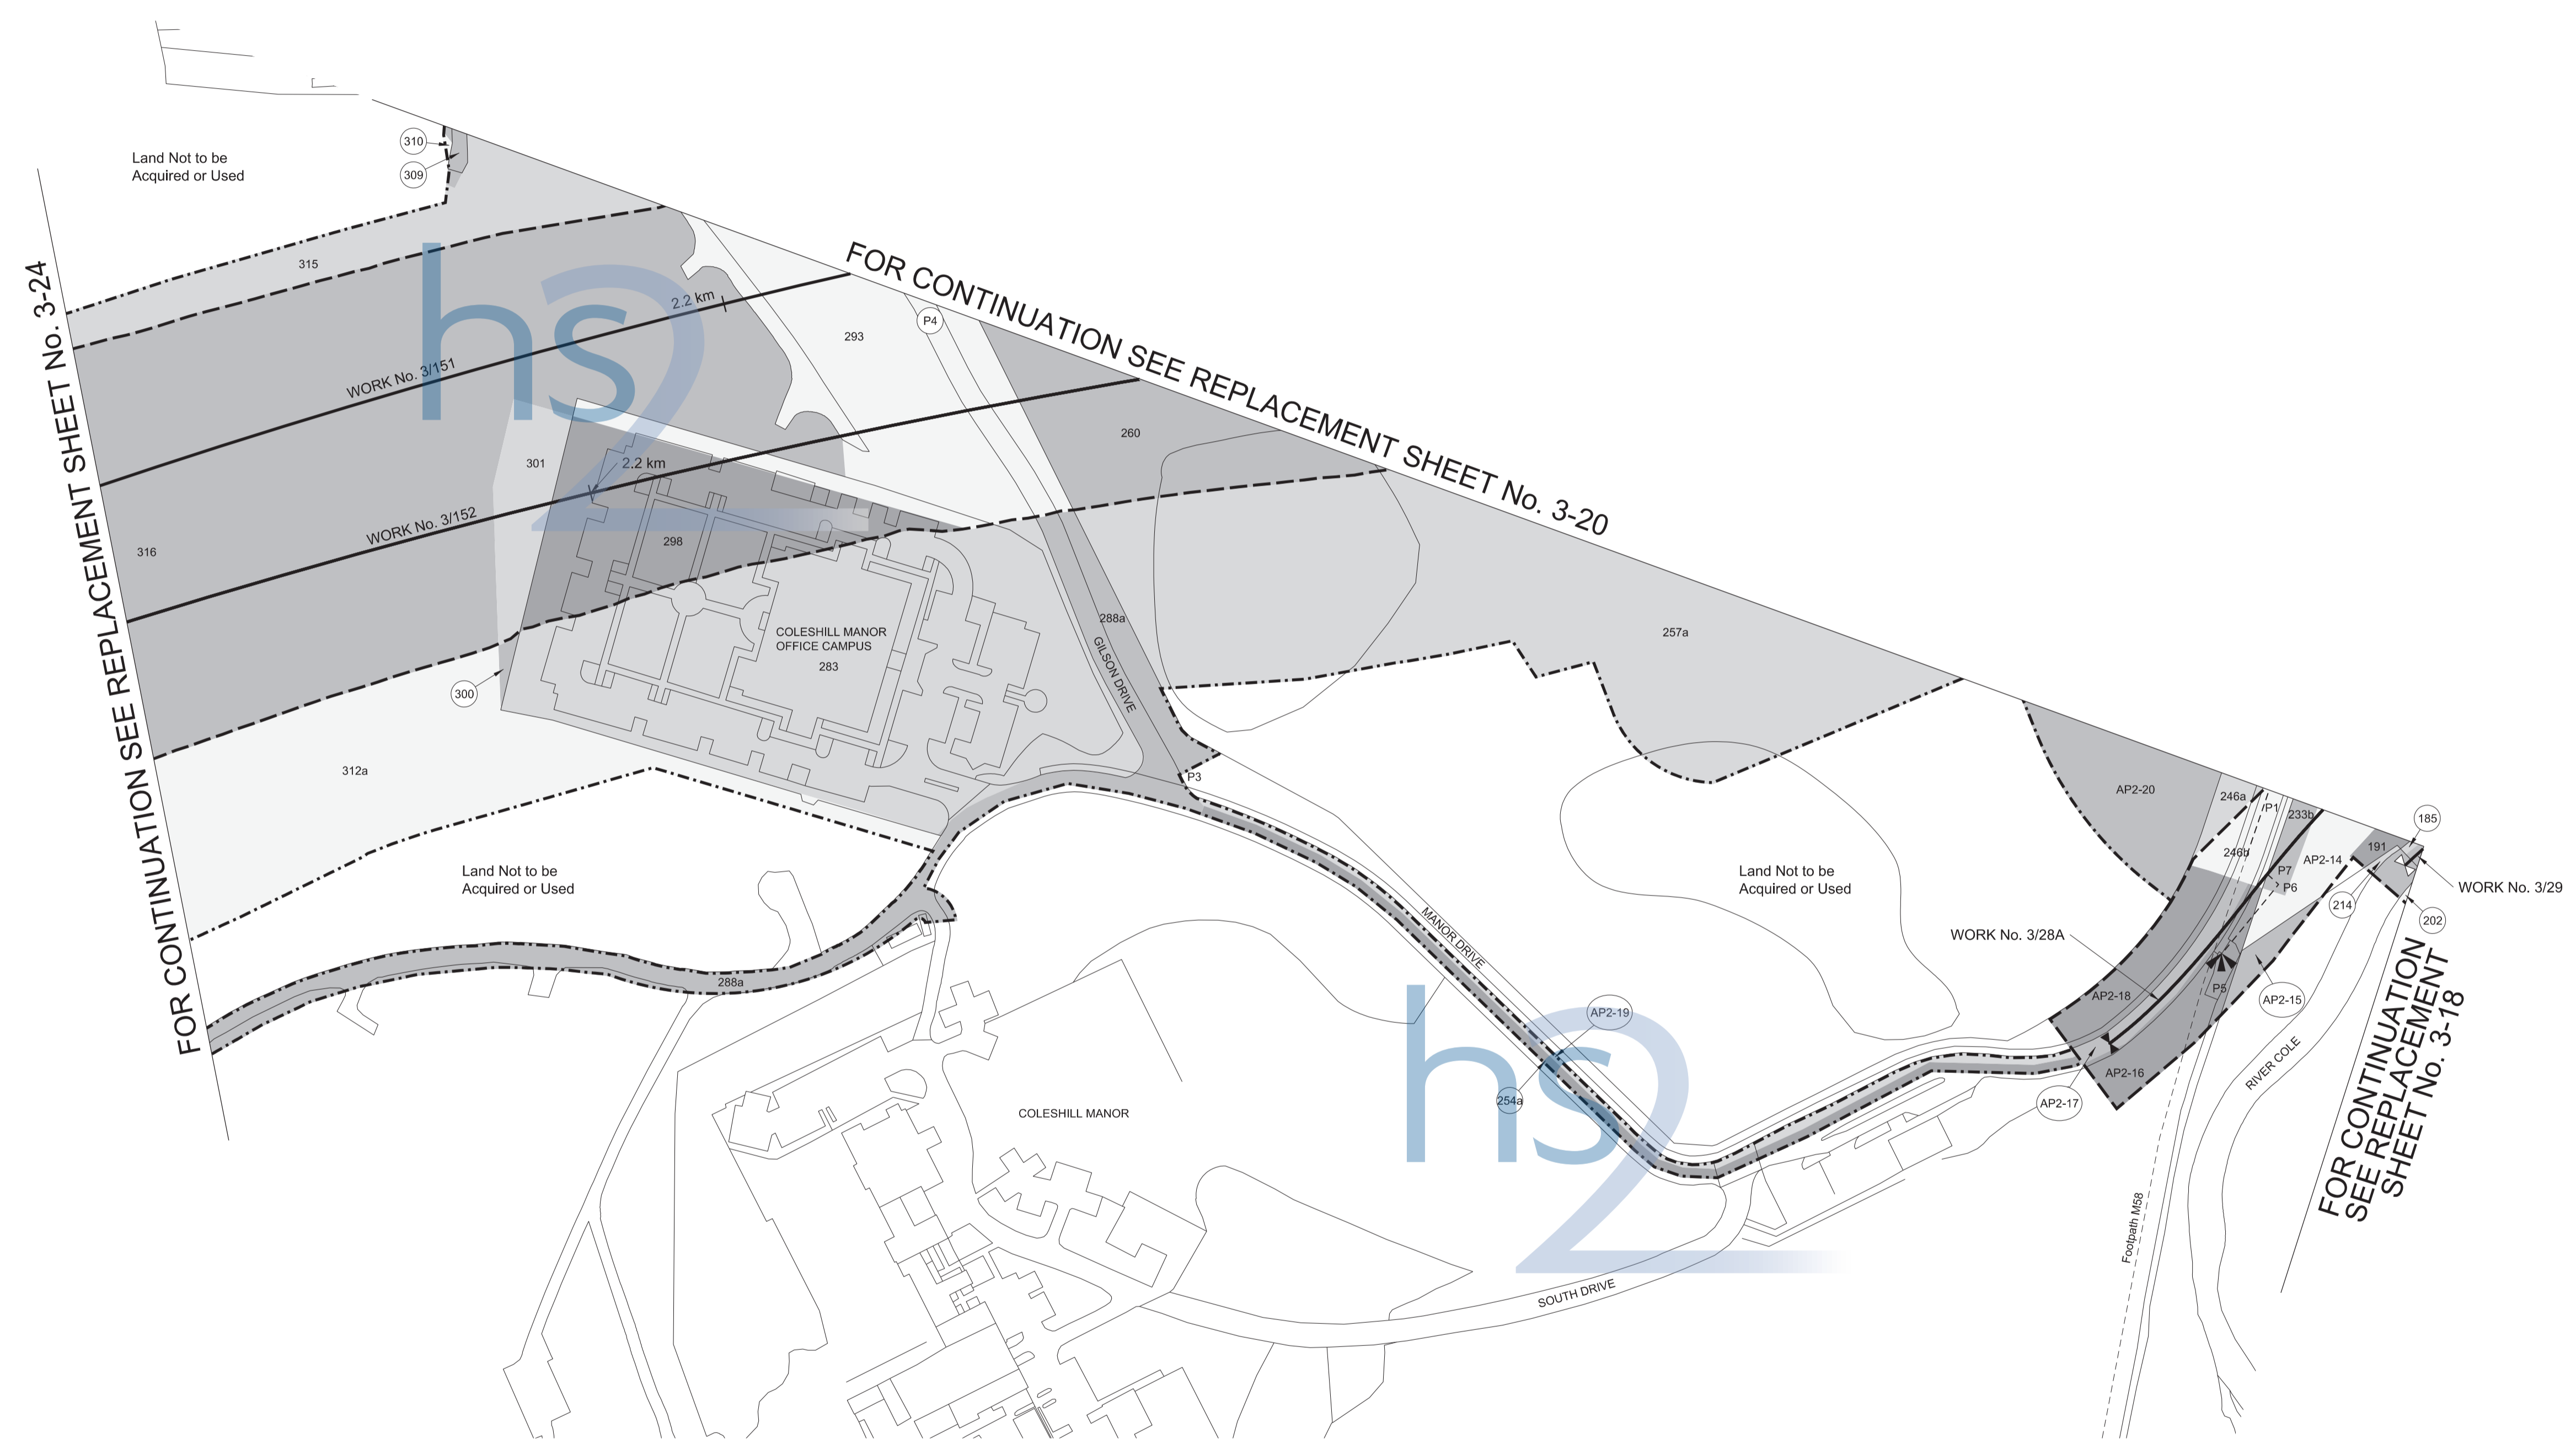 310
Land Not to be
Acquired or Used
309
FOR CONTINUATION SEE REPLACEMENT SHEET No. 3-24
315
hs2
2.2 km
FOR CONTINUATION SEE REPLACEMENT SHEET No. 3-20
P4
293
WORK No. 3/151
260
301
2.2 km
WORK No. 3/152
298
316
288a
COLESHILL MANOR
OFFICE CAMPUS
283
257a
GILSON DRIVE
300
312a
P3
AP2-20
246a
P1
233b
185
191
246b
AP2-14
P7
P6
WORK No. 3/29
Land Not to be
Acquired or Used
Land Not to be
Acquired or Used
214
202
MANOR DRIVE
WORK No. 3/28A
288a
P5
AP2-18
AP2-15
AP2-19
hs2
254a
AP2-16
AP2-17
RIVER COLE
COLESHILL MANOR
FOR CONTINUATION
SEE REPLACEMENT
SHEET No. 3-18
Footpath M58
SOUTH DRIVE